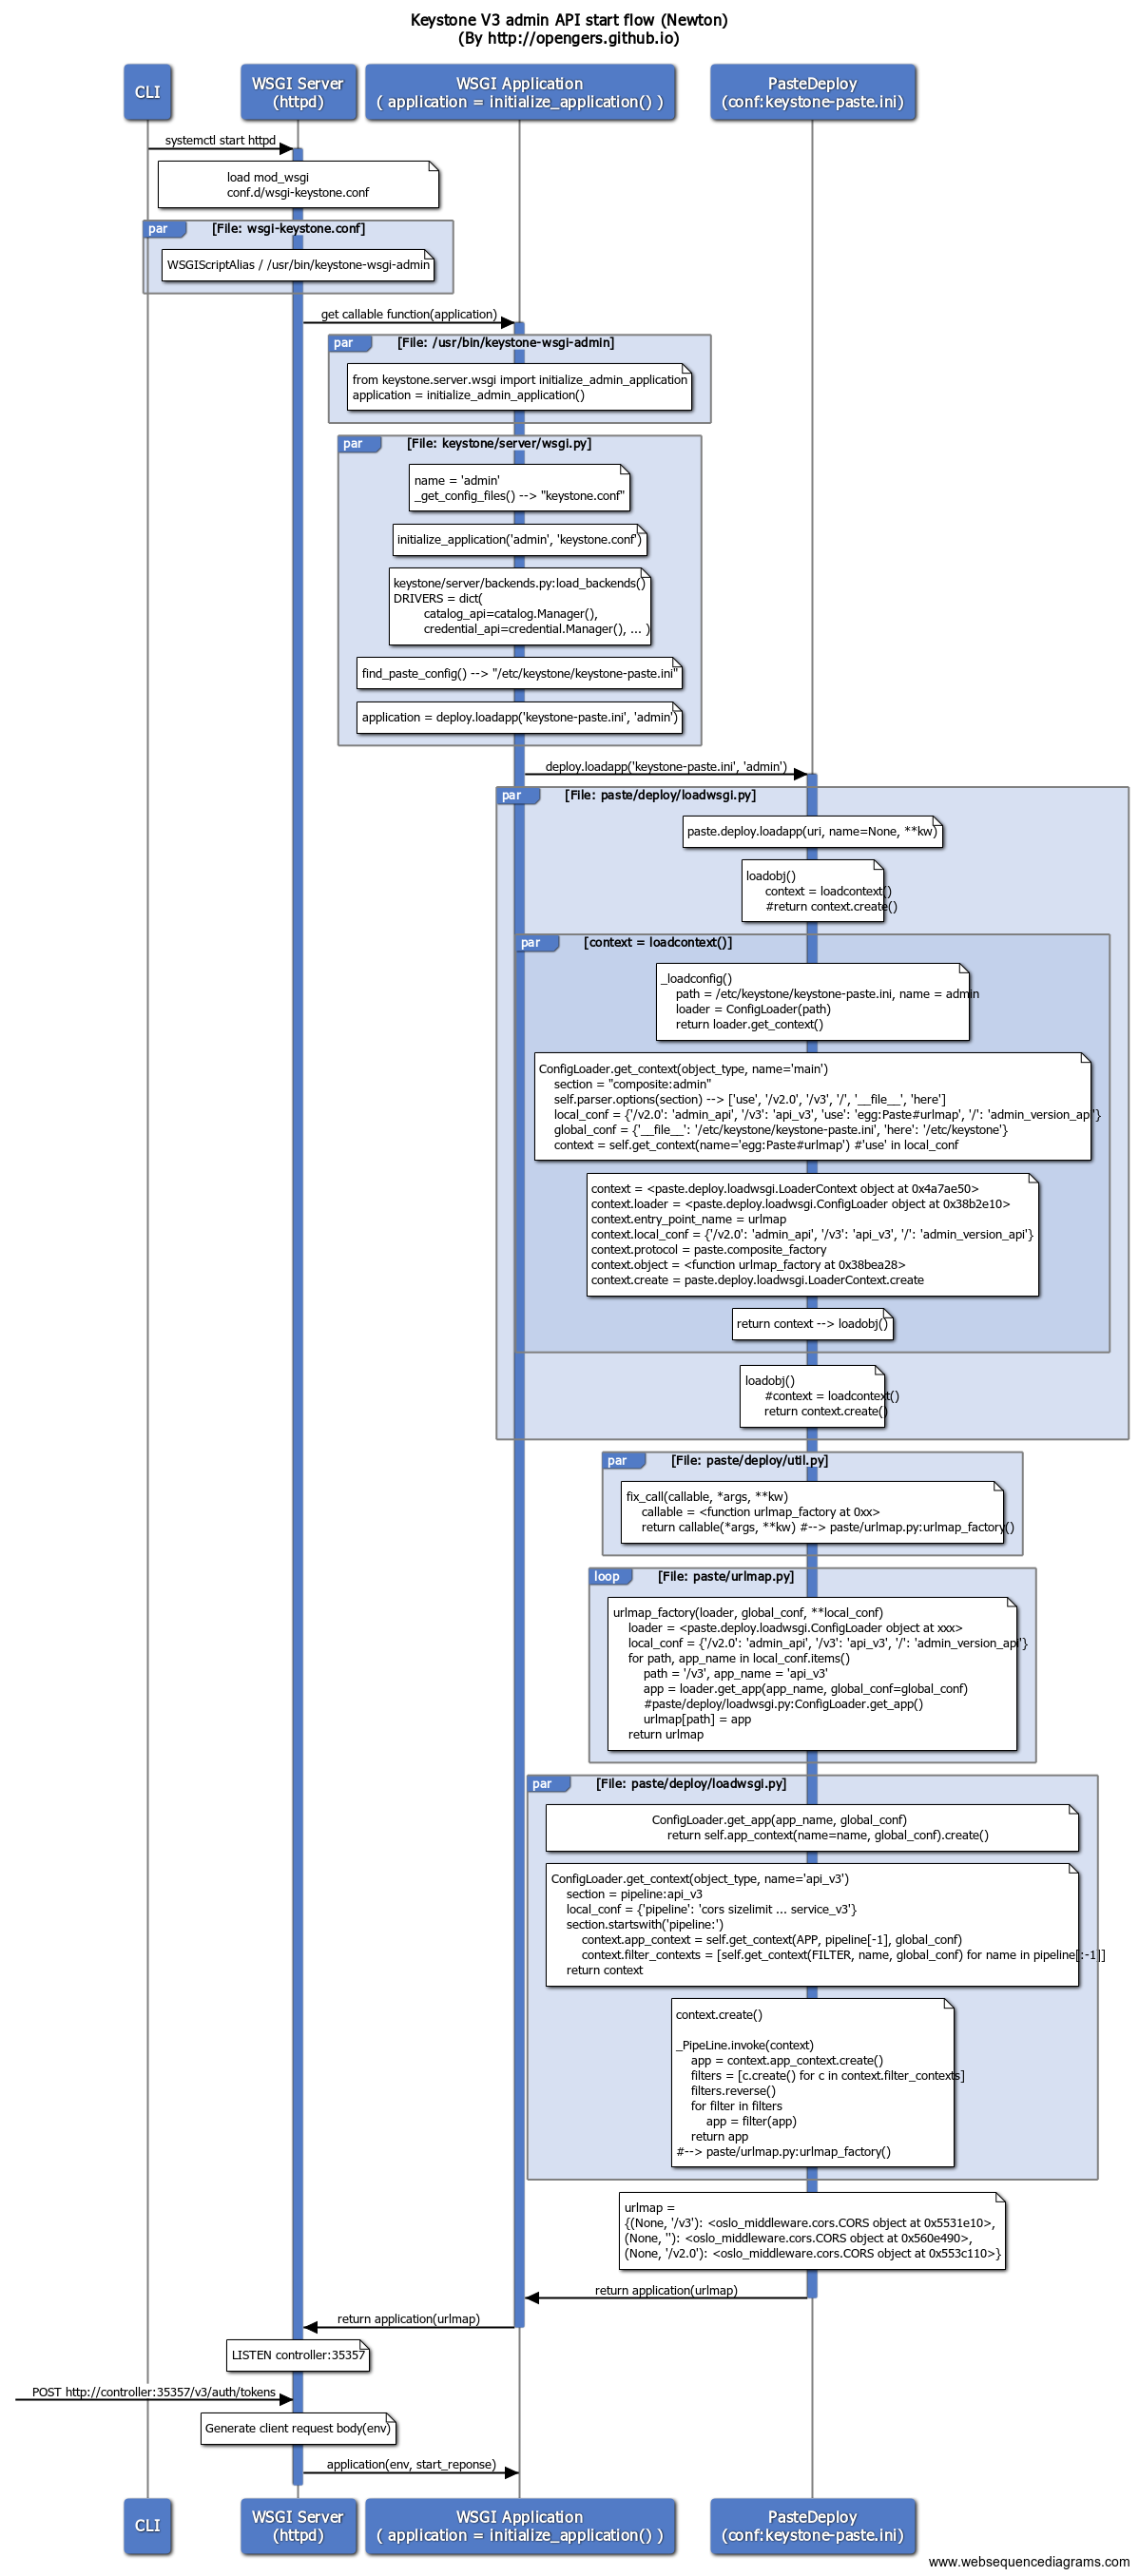 Keystone V3 admin API start flow (Newton)
(By http://opengers.github.io)
CLI
WSGI Server
(httpd)
WSGI Application
( application = initialize_application() )
PasteDeploy
(conf:keystone-paste.ini)
systemctl start httpd
load mod_wsgi
conf.d/wsgi-keystone.conf
par [File: wsgi-keystone.conf]
WSGIScriptAlias / /usr/bin/keystone-wsgi-admin
get callable function(application)
par [File: /usr/bin/keystone-wsgi-admin]
from keystone.server.wsgi import initialize_admin_application
application = initialize_admin_application()
par [File: keystone/server/wsgi.py]
name = 'admin'
_get_config_files() --> "keystone.conf"
initialize_application('admin', 'keystone.conf')
keystone/server/backends.py:load_backends()
DRIVERS = dict(
catalog_api=catalog.Manager(),
credential_api=credential.Manager(), ... )
find_paste_config() --> "/etc/keystone/keystone-paste.ini"
application = deploy.loadapp('keystone-paste.ini', 'admin')
deploy.loadapp('keystone-paste.ini', 'admin')
par [File: paste/deploy/loadwsgi.py]
paste.deploy.loadapp(uri, name=None, **kw)
loadobj()
context = loadcontext()
#return context.create()
par [context = loadcontext()]
_loadconfig()
path = /etc/keystone/keystone-paste.ini, name = admin
loader = ConfigLoader(path)
return loader.get_context()
ConfigLoader.get_context(object_type, name='main')
section = "composite:admin"
self.parser.options(section) --> ['use', '/v2.0', '/v3', '/', '__file__', 'here']
local_conf = {'/v2.0': 'admin_api', '/v3': 'api_v3', 'use': 'egg:Paste#urlmap', '/': 'admin_version_api'}
global_conf = {'__file__': '/etc/keystone/keystone-paste.ini', 'here': '/etc/keystone'}
context = self.get_context(name='egg:Paste#urlmap') #'use' in local_conf
context = <paste.deploy.loadwsgi.LoaderContext object at 0x4a7ae50>
context.loader = <paste.deploy.loadwsgi.ConfigLoader object at 0x38b2e10>
context.entry_point_name = urlmap
context.local_conf = {'/v2.0': 'admin_api', '/v3': 'api_v3', '/': 'admin_version_api'}
context.protocol = paste.composite_factory
context.object = <function urlmap_factory at 0x38bea28>
context.create = paste.deploy.loadwsgi.LoaderContext.create
return context --> loadobj()
loadobj()
#context = loadcontext()
return context.create()
par [File: paste/deploy/util.py]
fix_call(callable, *args, **kw)
callable = <function urlmap_factory at 0xx>
return callable(*args, **kw) #--> paste/urlmap.py:urlmap_factory()
loop [File: paste/urlmap.py]
urlmap_factory(loader, global_conf, **local_conf)
loader = <paste.deploy.loadwsgi.ConfigLoader object at xxx>
local_conf = {'/v2.0': 'admin_api', '/v3': 'api_v3', '/': 'admin_version_api'}
for path, app_name in local_conf.items()
path = '/v3', app_name = 'api_v3'
app = loader.get_app(app_name, global_conf=global_conf)
#paste/deploy/loadwsgi.py:ConfigLoader.get_app()
urlmap[path] = app
return urlmap
par [File: paste/deploy/loadwsgi.py]
ConfigLoader.get_app(app_name, global_conf)
return self.app_context(name=name, global_conf).create()
ConfigLoader.get_context(object_type, name='api_v3')
section = pipeline:api_v3
local_conf = {'pipeline': 'cors sizelimit ... service_v3'}
section.startswith('pipeline:')
context.app_context = self.get_context(APP, pipeline[-1], global_conf)
context.filter_contexts = [self.get_context(FILTER, name, global_conf) for name in pipeline[:-1]]
return context
context.create()
_PipeLine.invoke(context)
app = context.app_context.create()
filters = [c.create() for c in context.filter_contexts]
filters.reverse()
for filter in filters
app = filter(app)
return app
#--> paste/urlmap.py:urlmap_factory()
urlmap =
{(None, '/v3'): <oslo_middleware.cors.CORS object at 0x5531e10>,
(None, ''): <oslo_middleware.cors.CORS object at 0x560e490>,
(None, '/v2.0'): <oslo_middleware.cors.CORS object at 0x553c110>}
return application(urlmap)
return application(urlmap)
LISTEN controller:35357
POST http://controller:35357/v3/auth/tokens
Generate client request body(env)
application(env, start_reponse)
CLI
WSGI Server
(httpd)
WSGI Application
( application = initialize_application() )
PasteDeploy
(conf:keystone-paste.ini)
www.websequencediagrams.com